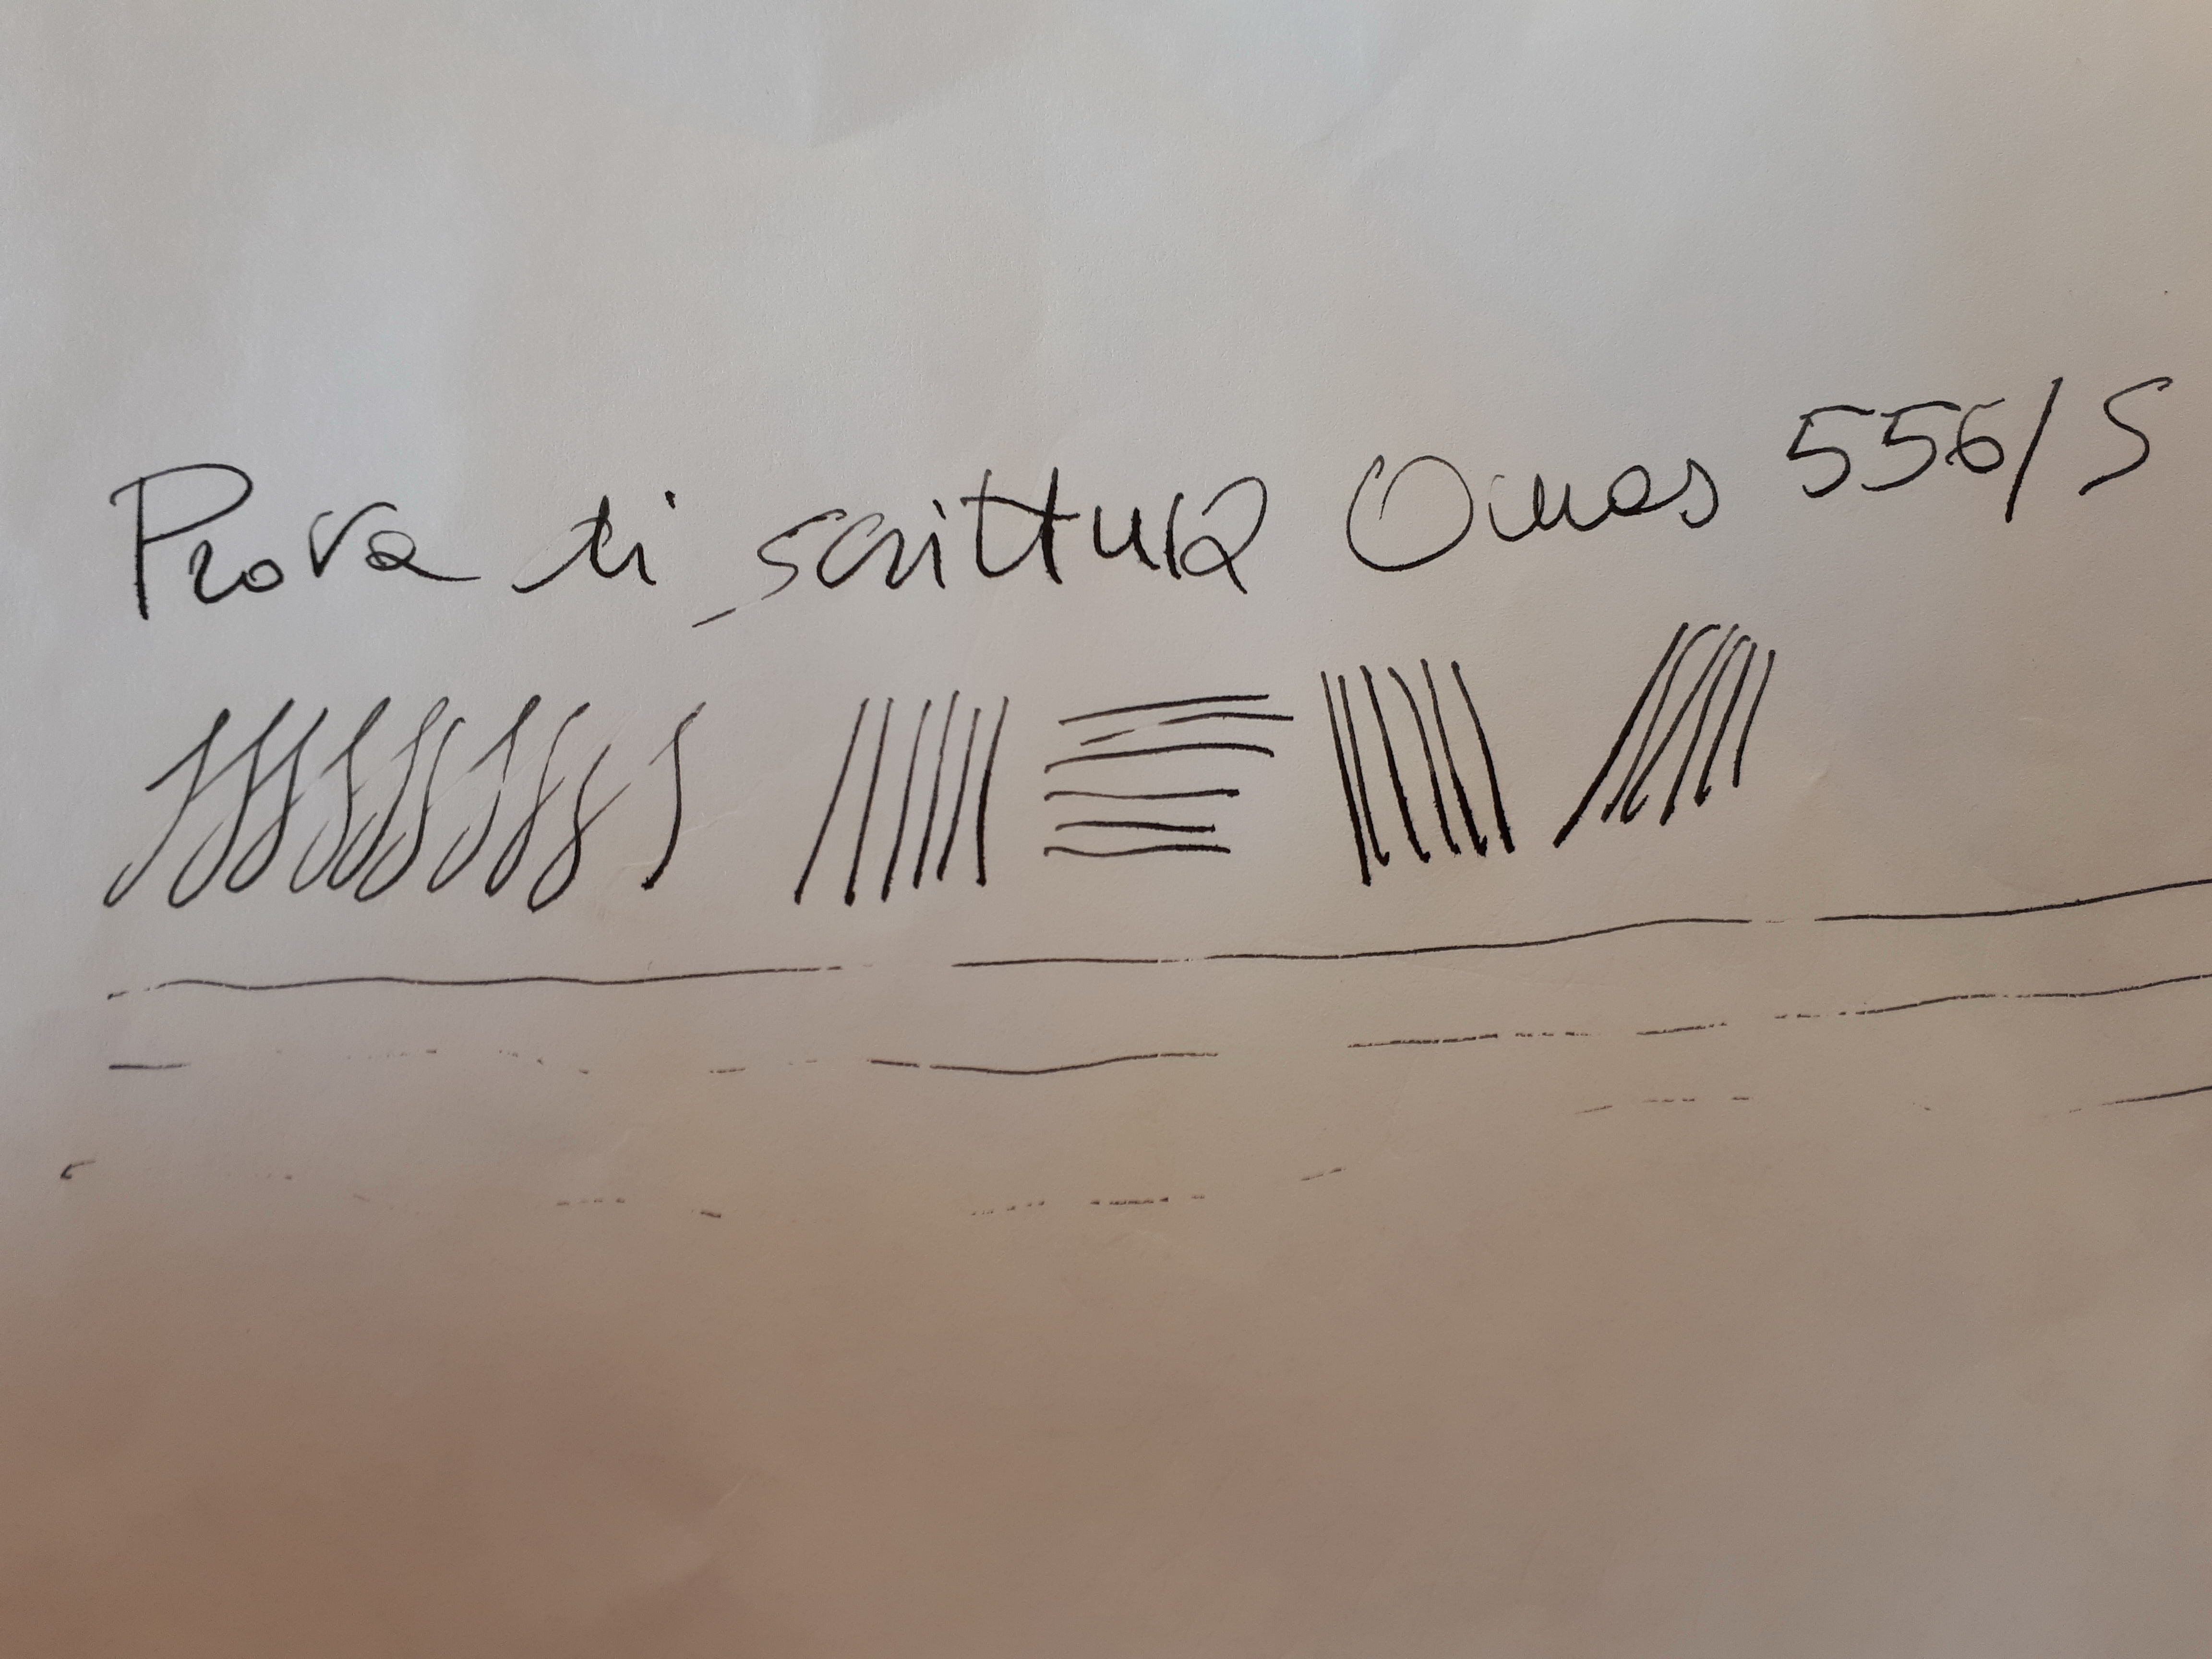 Prova di scrittura Omas 556/S